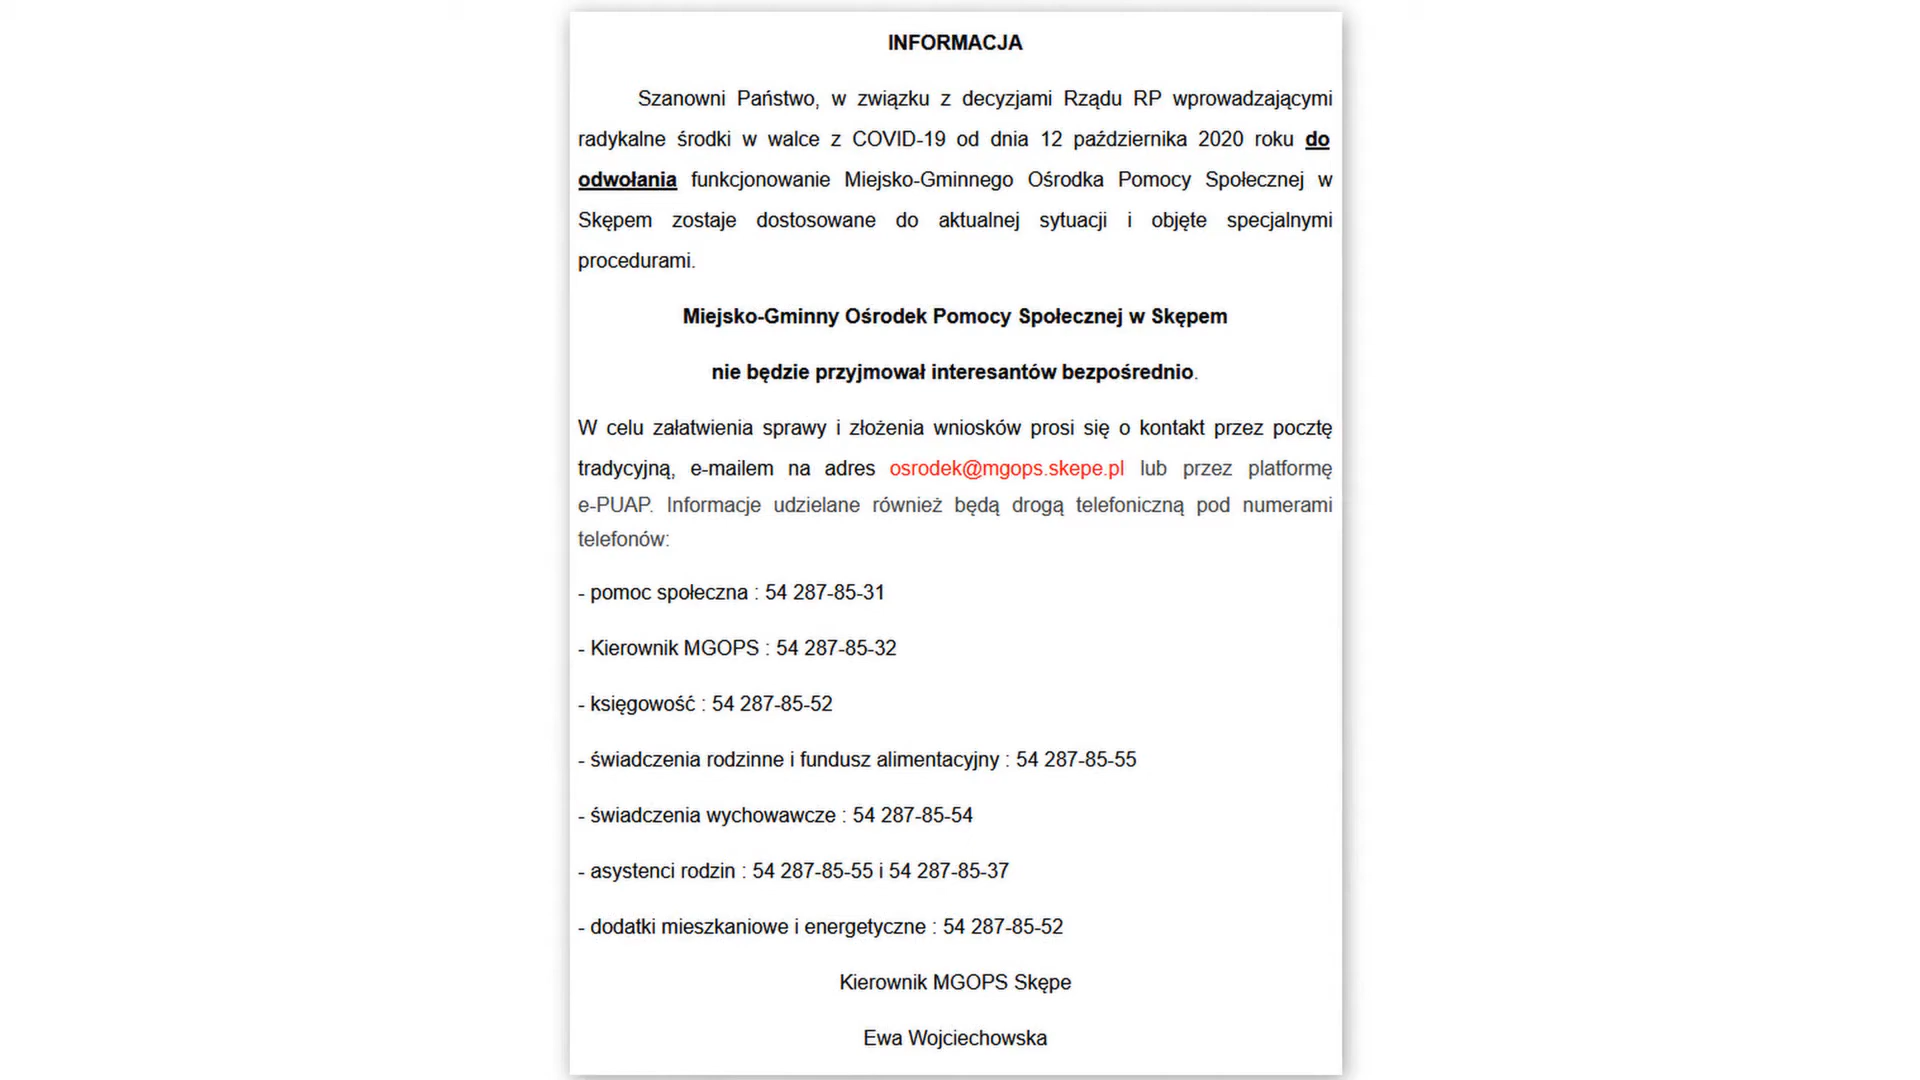 INFORMACJA
Szanowni Państwo, w związku z decyzjami Rządu RP wprowadzającymi
radykalne środki w walce z COVID-19 od dnia 12 października 2020 roku do
odwołania funkcjonowanie Miejsko-Gminnego Ośrodka Pomocy Społecznej w
Skępem zostaje dostosowane do aktualnej sytuacji i objęte specjalnymi
procedurami.
Miejsko-Gminny Ośrodek Pomocy Społecznej w Skępem
nie będzie przyjmował interesantów bezpośrednio.
W celu załatwienia sprawy i złożenia wniosków prosi się o kontakt przez pocztę
tradycyjną, e-mailem na adres osrodek@mgops.skepe.pl lub przez platformę
e-PUAP. Informacje udzielane również będą drogą telefoniczną pod numerami
telefonów:
- pomoc społeczna : 54 287-85-31
- Kierownik MGOPS : 54 287-85-32
- księgowość : 54 287-85-52
- świadczenia rodzinne i fundusz alimentacyjny : 54 287-85-55
- świadczenia wychowawcze : 54 287-85-54
- asystenci rodzin : 54 287-85-55 i 54 287-85-37
- dodatki mieszkaniowe i energetyczne : 54 287-85-52
Kierownik MGOPS Skępe
Ewa Wojciechowska